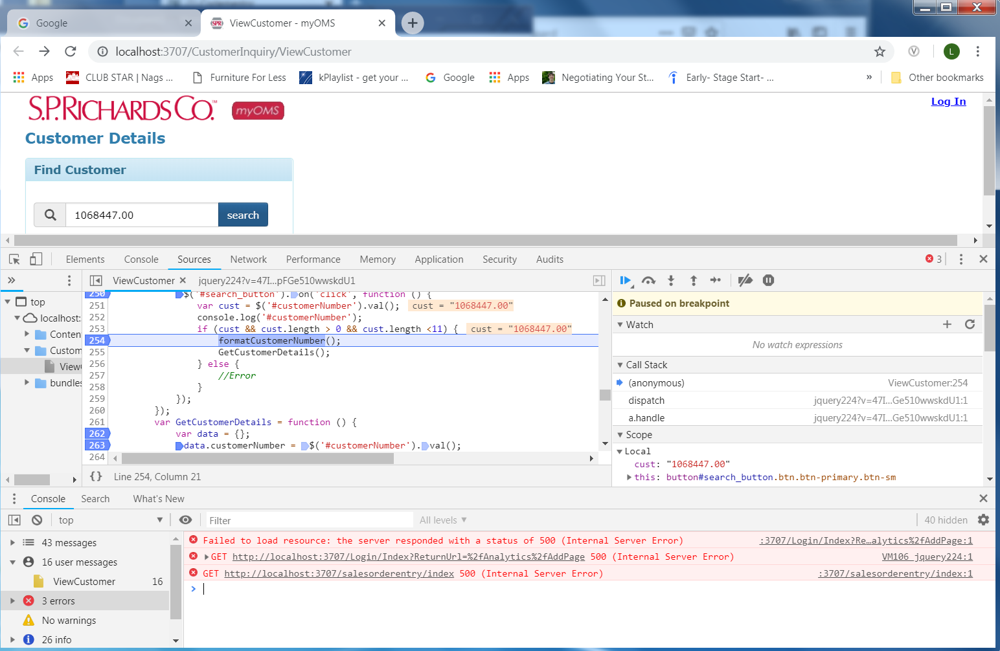 Google
ViewCustomer - myOMS
localhost:3707/CustomerInquiry/ViewCustomer
L
Apps CLUB STAR | Nags ... Furniture For Less kPlaylist - get your ... Google Apps Negotiating Your St... Early- Stage Start- ... » Other bookmarks
S.P.RICHARDS CO.™ myOMS
Log In
Customer Details
Find Customer
1068447.00 search
Elements Console Sources Network Performance Memory Application Security Audits 3
ViewCustomer jquery224?v=47I...pFGe510wwskdU1
top
localhost:
Conten
Custom
View
bundles
250 $('#search_button').on('click', function () {
251 var cust = $('#customerNumber').val(); cust = "1068447.00"
252 console.log('#customerNumber');
253 if (cust && cust.length > 0 && cust.length <11) { cust = "1068447.00"
254 formatCustomerNumber();
255 GetCustomerDetails();
256 } else {
257 //Error
258 }
259 });
260 });
261 var GetCustomerDetails = function () {
262 var data = {};
263 data.customerNumber = $('#customerNumber').val();
264
{} Line 254, Column 21
Paused on breakpoint
Watch
No watch expressions
Call Stack
(anonymous) ViewCustomer:254
dispatch jquery224?v=47I...Ge510wwskdU1:1
a.handle jquery224?v=47I...Ge510wwskdU1:1
Scope
Local
cust: "1068447.00"
this: button#search_button.btn.btn-primary.btn-sm
Console Search What's New
top Filter All levels 40 hidden
43 messages
16 user messages
ViewCustomer 16
3 errors
No warnings
26 info
Failed to load resource: the server responded with a status of 500 (Internal Server Error) :3707/Login/Index?Re…alytics%2fAddPage:1
GET http://localhost:3707/Login/Index?ReturnUrl=%2fAnalytics%2fAddPage 500 (Internal Server Error) VM106 jquery224:1
GET http://localhost:3707/salesorderentry/index 500 (Internal Server Error) :3707/salesorderentry/index:1
>